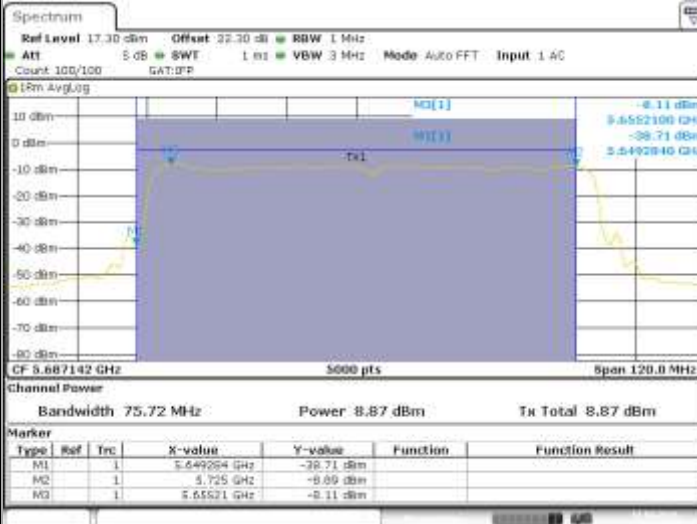 Spectrum
Ref Level 17.30 dBm Offset 22.30 dB RBW 1 MHz
Att 5 dB SWT 1 ms VBW 3 MHz Mode Auto FFT Input 1 AC
Count 100/100 GAT:IFP
1Rm AvgLog
M3[1] -8.11 dBm
5.6552100 GHz
M1[1] -38.71 dBm
5.6492840 GHz
10 dBm
0 dBm
Tx1
-10 dBm
-20 dBm
-30 dBm
-40 dBm
-50 dBm
-60 dBm
-70 dBm
-80 dBm
CF 5.687142 GHz 5000 pts Span 120.0 MHz
Channel Power
Bandwidth 75.72 MHz Power 8.87 dBm Tx Total 8.87 dBm
Marker
Type Ref Trc X-value Y-value Function Function Result
M1 1 5.649284 GHz -38.71 dBm
M2 1 5.725 GHz
M3 1 5.65521 GHz -8.11 dBm